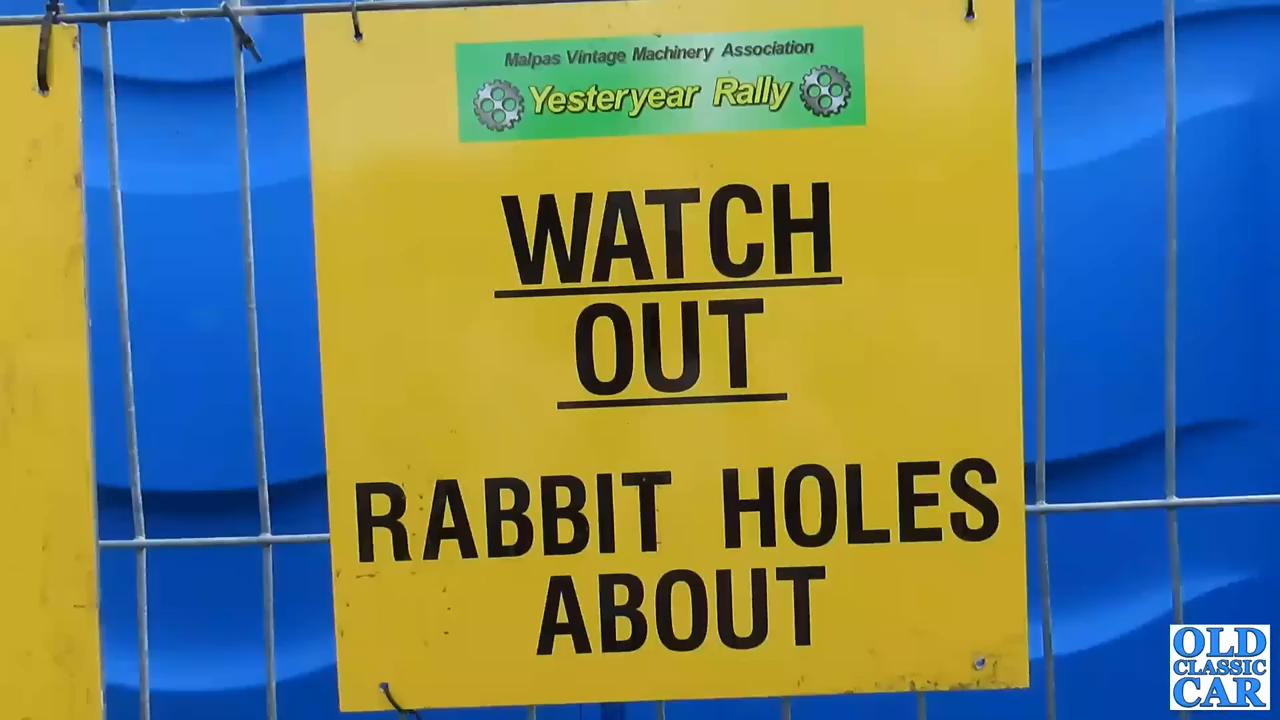 Malpas Vintage Machinery Association
Yesteryear Rally
WATCH
OUT
RABBIT HOLES
ABOUT
OLD
CLASSIC
CAR